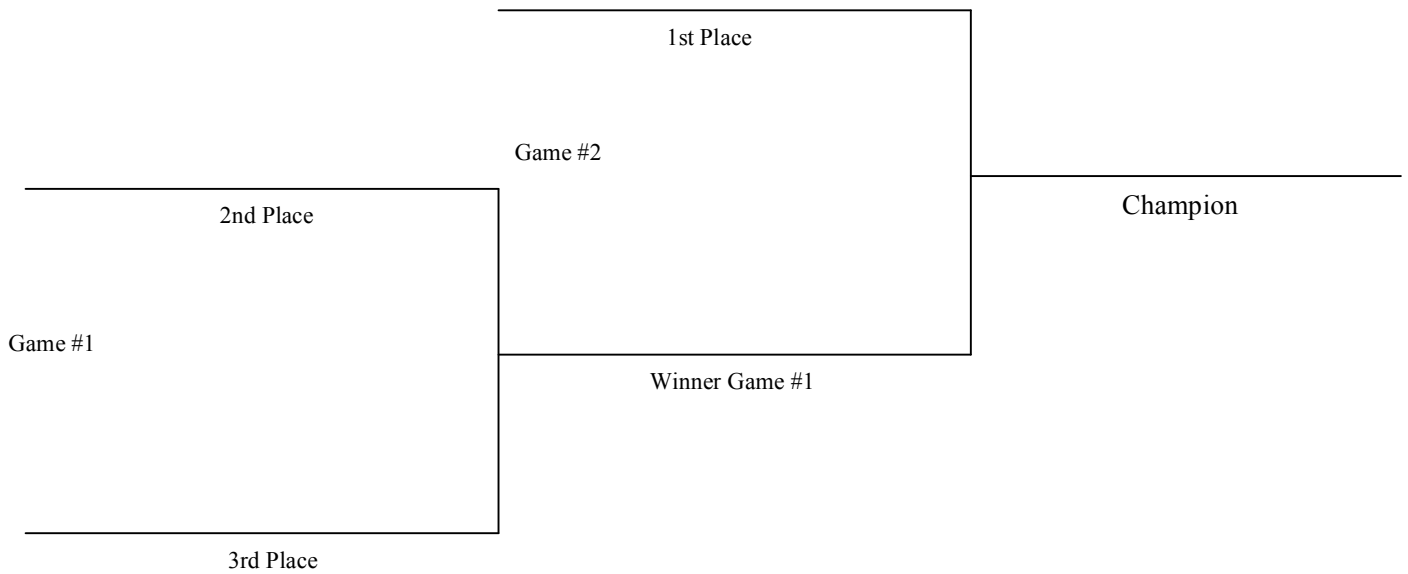 1st Place
Game #2
2nd Place
Champion
Game #1
Winner Game #1
3rd Place